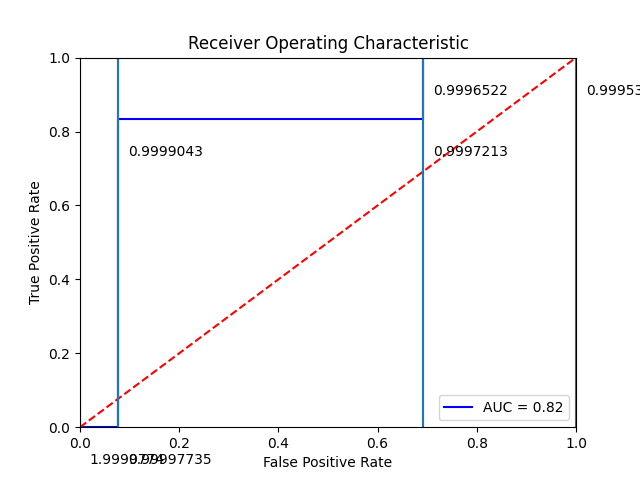 Receiver Operating Characteristic
1.0
0.9996522
0.99953
0.8
0.9999043
0.9997213
True Positive Rate
0.6
0.4
0.2
AUC = 0.82
0.0
0.0 0.2 0.4 0.6 0.8 1.0
False Positive Rate